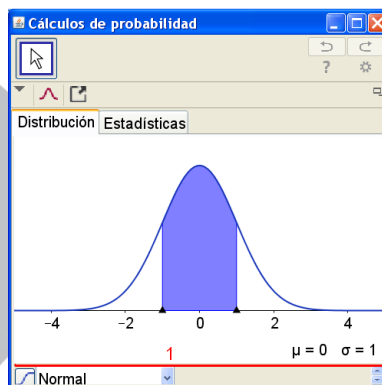 Cálculos de probabilidad
?
Distribución Estadísticas
-4 -2 0 2 4
1
μ = 0 σ = 1
Normal